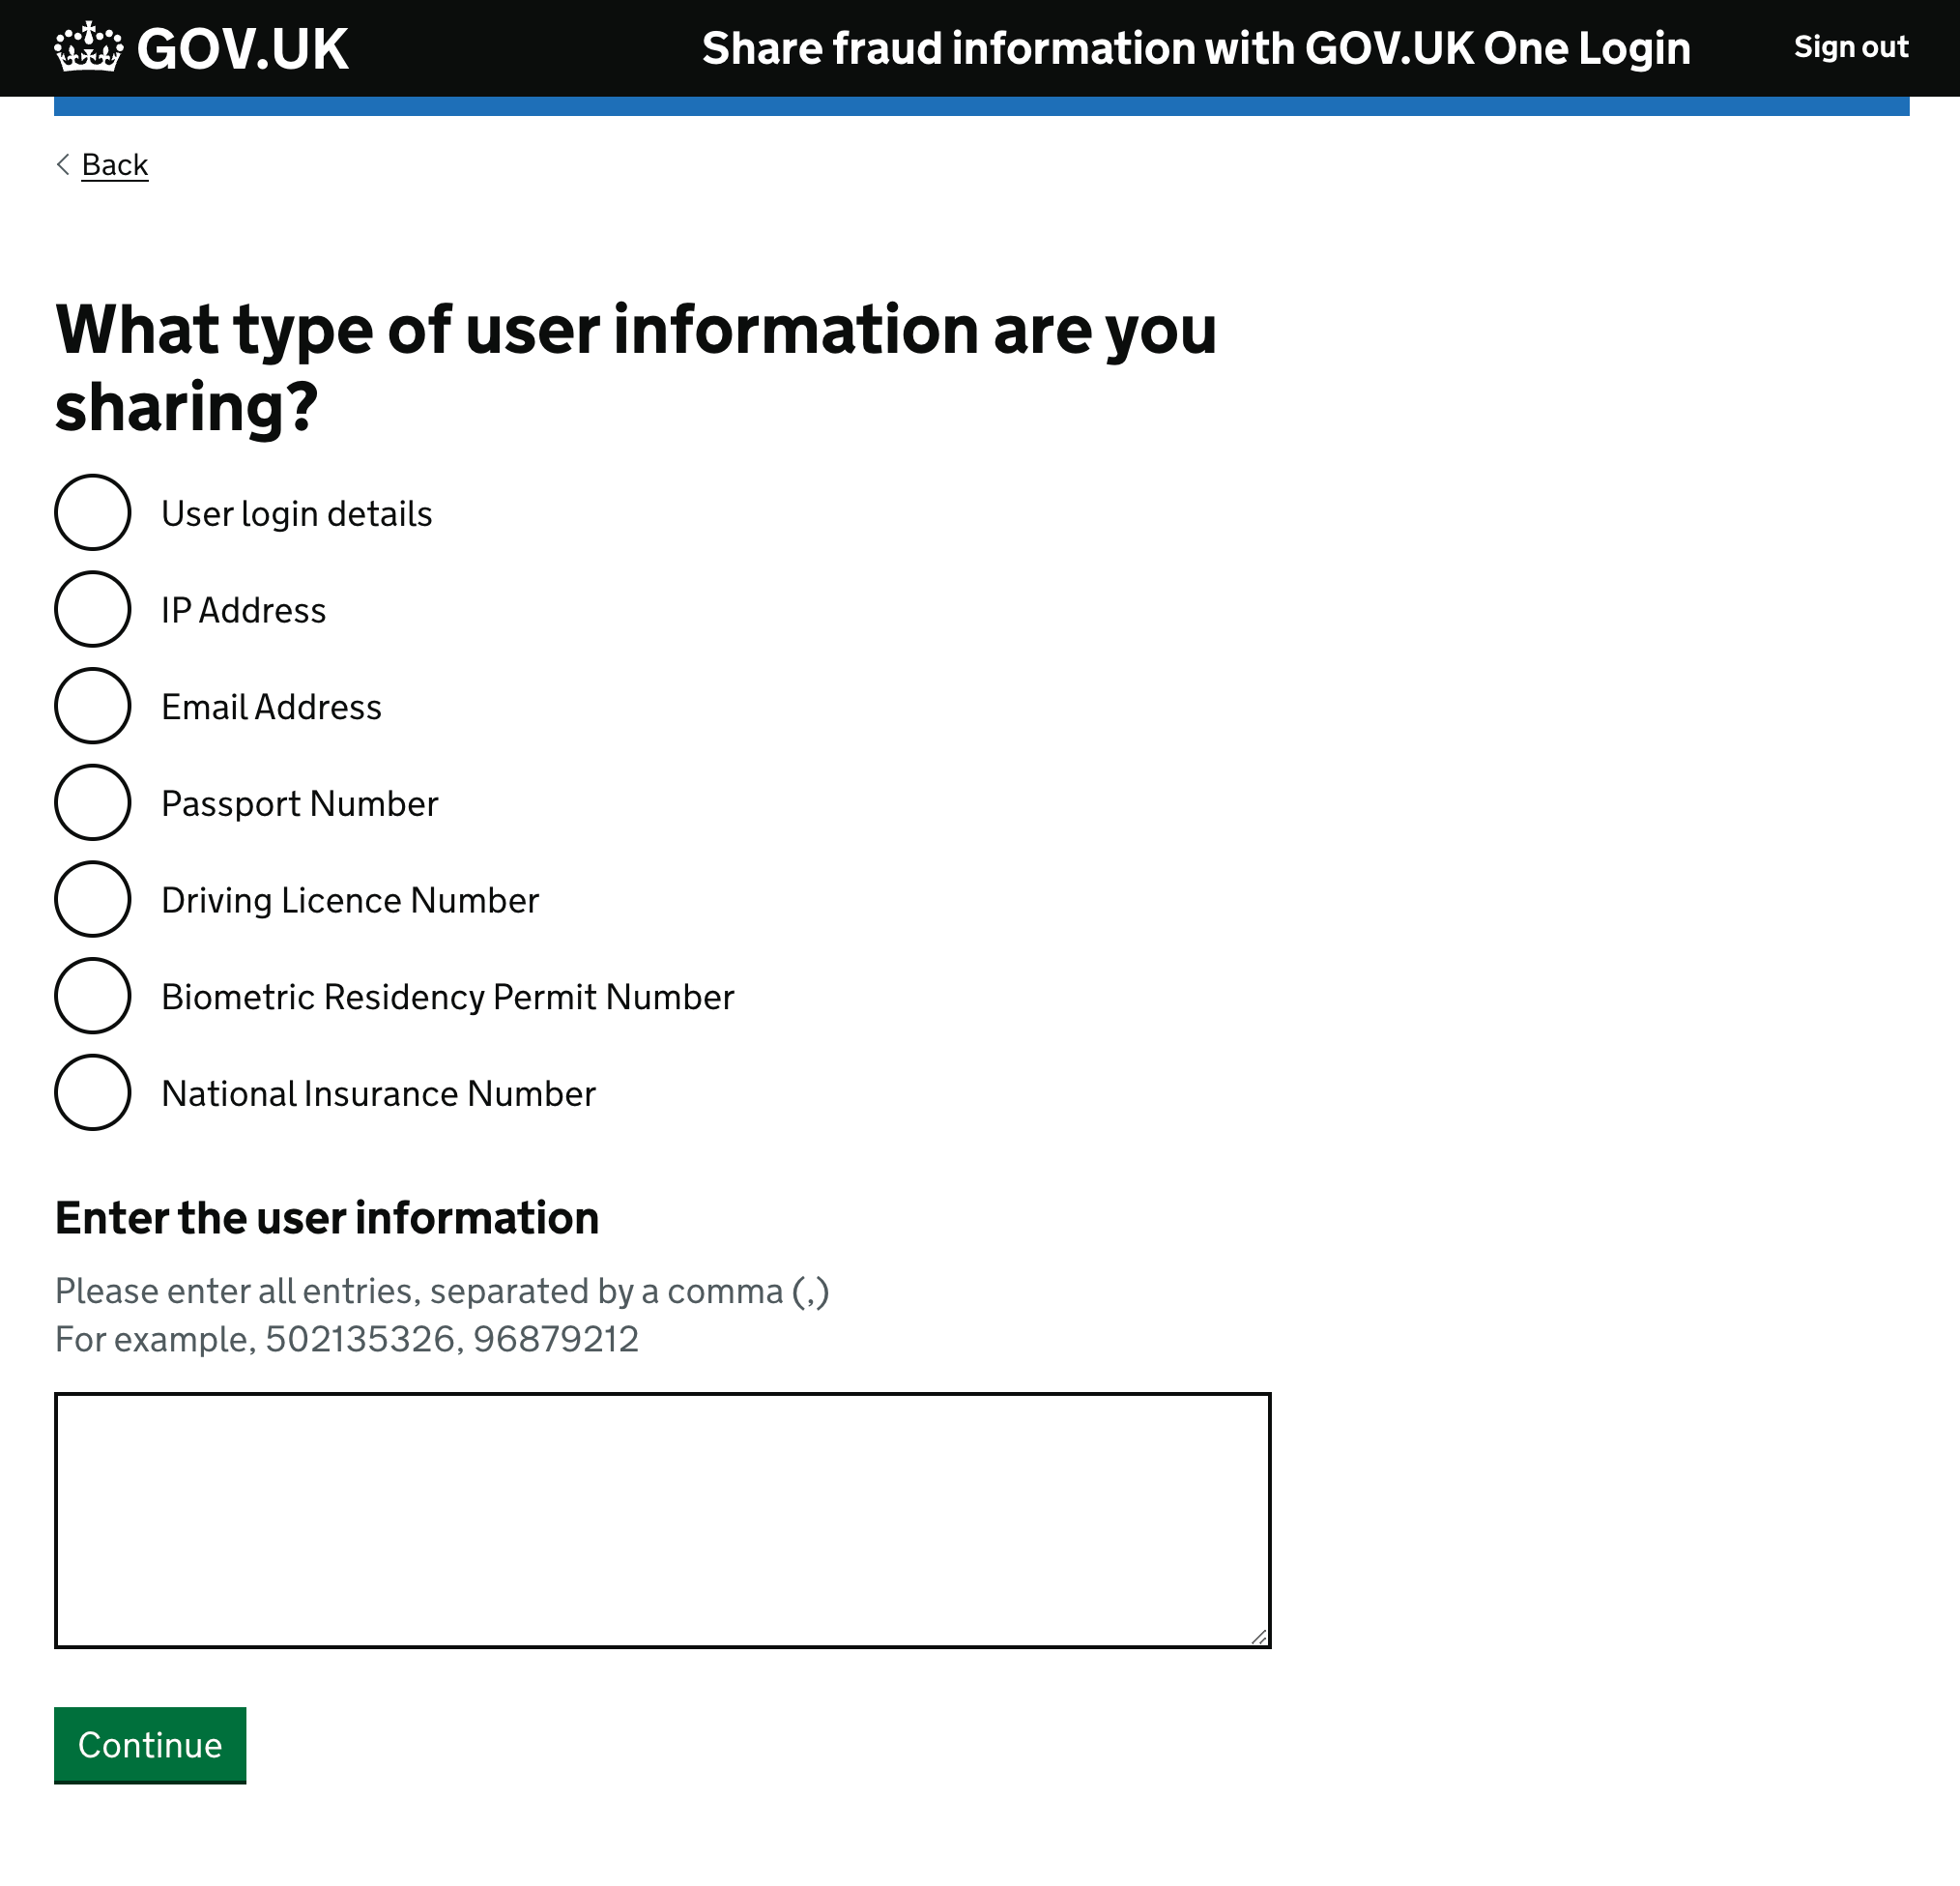 GOV.UK
Share fraud information with GOV.UK One Login
Sign out
Back
What type of user information are you
sharing?
User login details
IP Address
Email Address
Passport Number
Driving Licence Number
Biometric Residency Permit Number
National Insurance Number
Enter the user information
Please enter all entries, separated by a comma (,)
For example, 502135326, 96879212
Continue